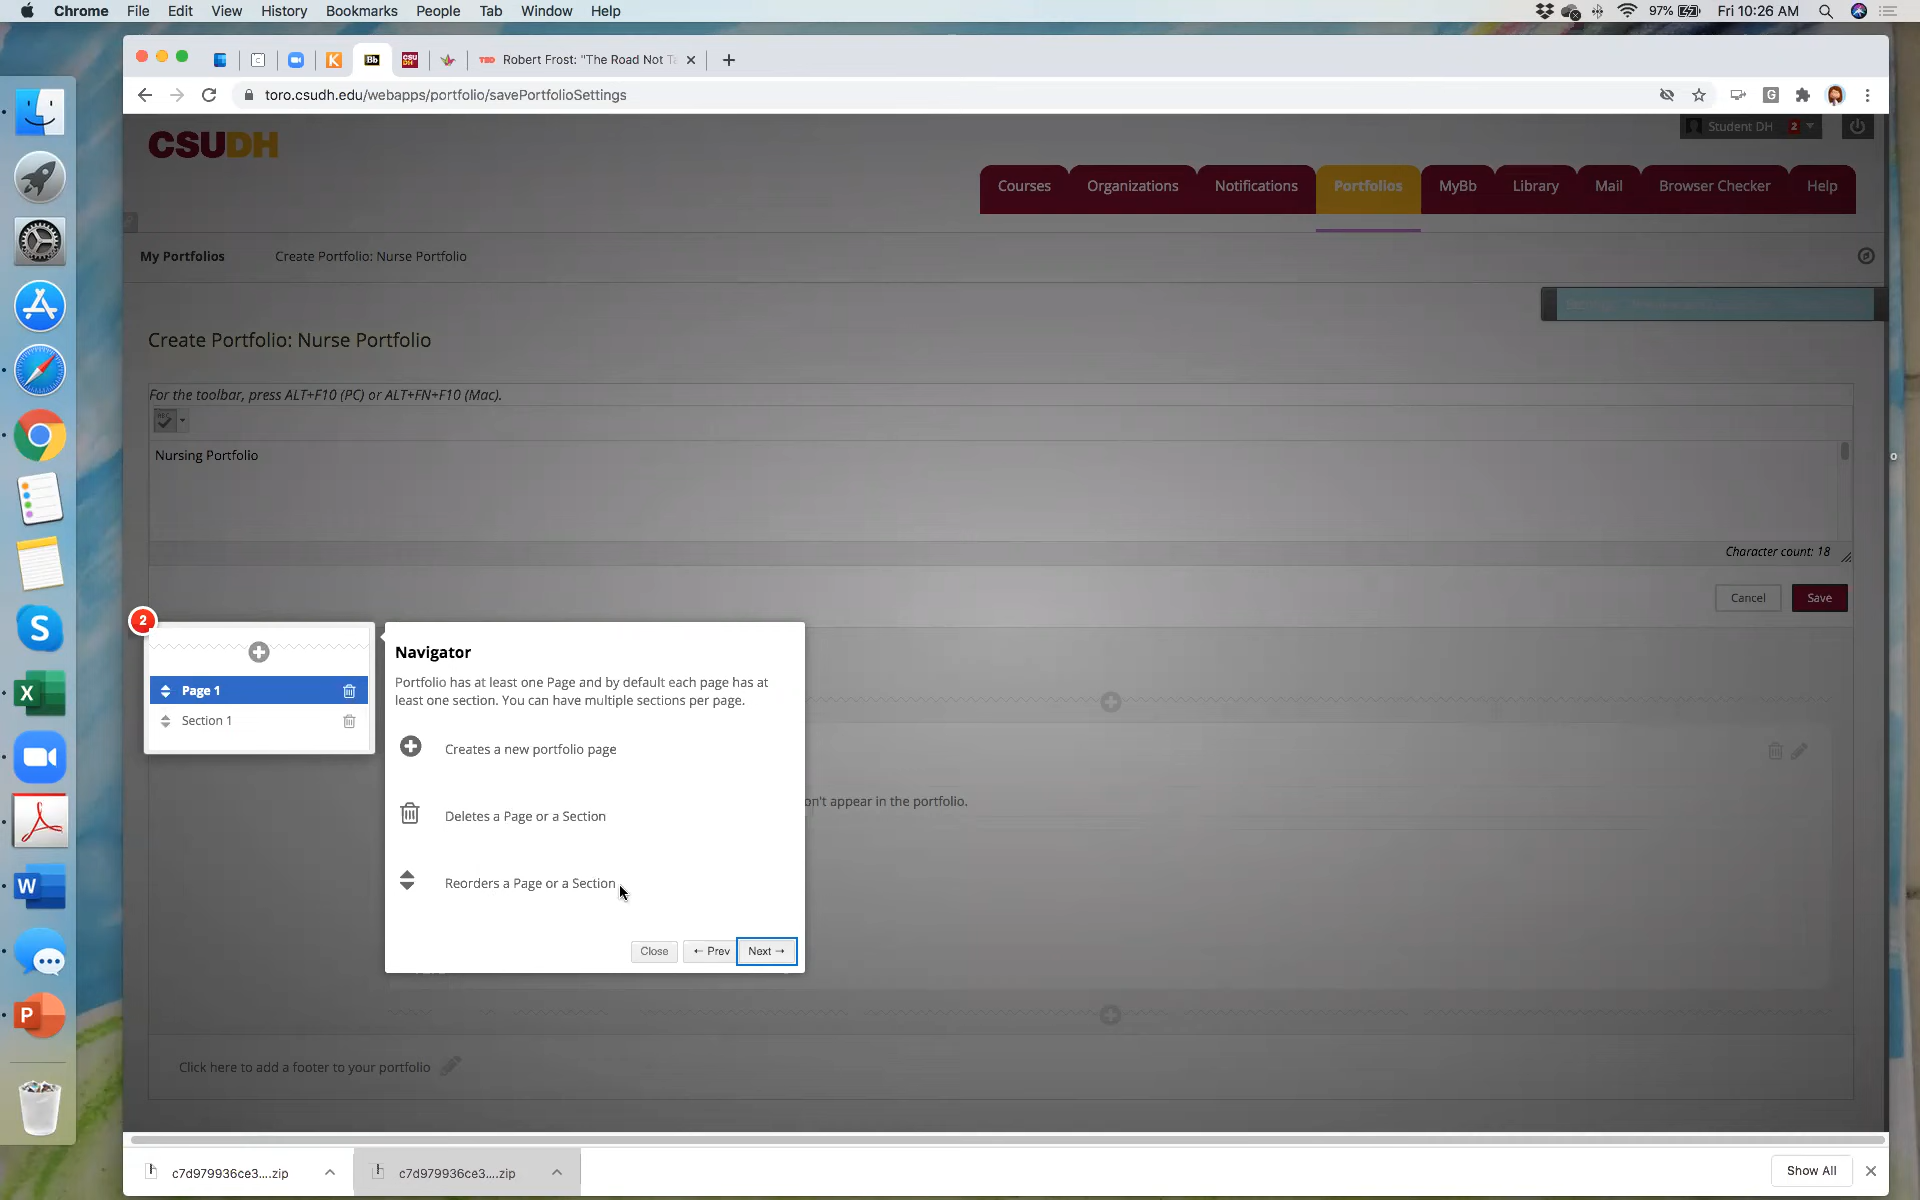 Chrome File Edit View History Bookmarks People Tab Window Help
97% Fri 10:26 AM
Bb CSU DH Robert Frost: "The Road Not Ta
toro.csudh.edu/webapps/portfolio/savePortfolioSettings
CSUDH
Student DH 2
Courses Organizations Notifications Portfolios MyBb Library Mail Browser Checker Help
My Portfolios Create Portfolio: Nurse Portfolio
Create Portfolio: Nurse Portfolio
For the toolbar, press ALT+F10 (PC) or ALT+FN+F10 (Mac).
ABC
Nursing Portfolio
Character count: 18
Cancel Save
2
Page 1
Section 1
Navigator
Portfolio has at least one Page and by default each page has at
least one section. You can have multiple sections per page.
Creates a new portfolio page
on't appear in the portfolio.
Deletes a Page or a Section
Reorders a Page or a Section
Close ← Prev Next →
Click here to add a footer to your portfolio
c7d979936ce3....zip c7d979936ce3....zip Show All